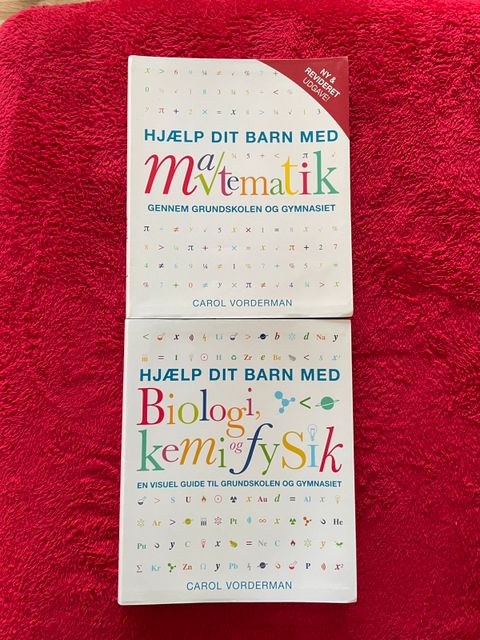 NY &
REVIDERET
UDGAVE!
HJÆLP DIT BARN MED
matematik
GENNEM GRUNDSKOLEN OG GYMNASIET
CAROL VORDERMAN
HJÆLP DIT BARN MED
Biologi,
kemi og fysik
EN VISUEL GUIDE TIL GRUNDSKOLEN OG GYMNASIET
CAROL VORDERMAN